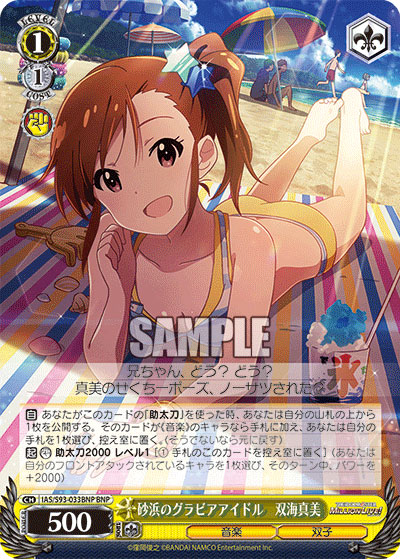 LEVEL
1
1
COST
SAMPLE
兄ちゃん、どう? どう?
真美のせくちーポーズ、ノーサツされた?
氷
自 あなたがこのカードの『助太刀』を使った時、あなたは自分の山札の上から
1枚を公開する。そのカードが《音楽》のキャラなら手札に加え、あなたは自分の
手札を1枚選び、控え室に置く。(そうでないなら元に戻す)
起 助太刀2000 レベル1 [① 手札のこのカードを控え室に置く] (あなたは
自分のフロントアタックされているキャラを1枚選び、そのターン中、パワーを
+2000)
CH IAS/S93-033BNP BNP
砂浜のグラビアアイドル 双海真美
500
音楽
双子
MILLION LIVE!
©窪岡俊之 ©BANDAI NAMCO Entertainment Inc.